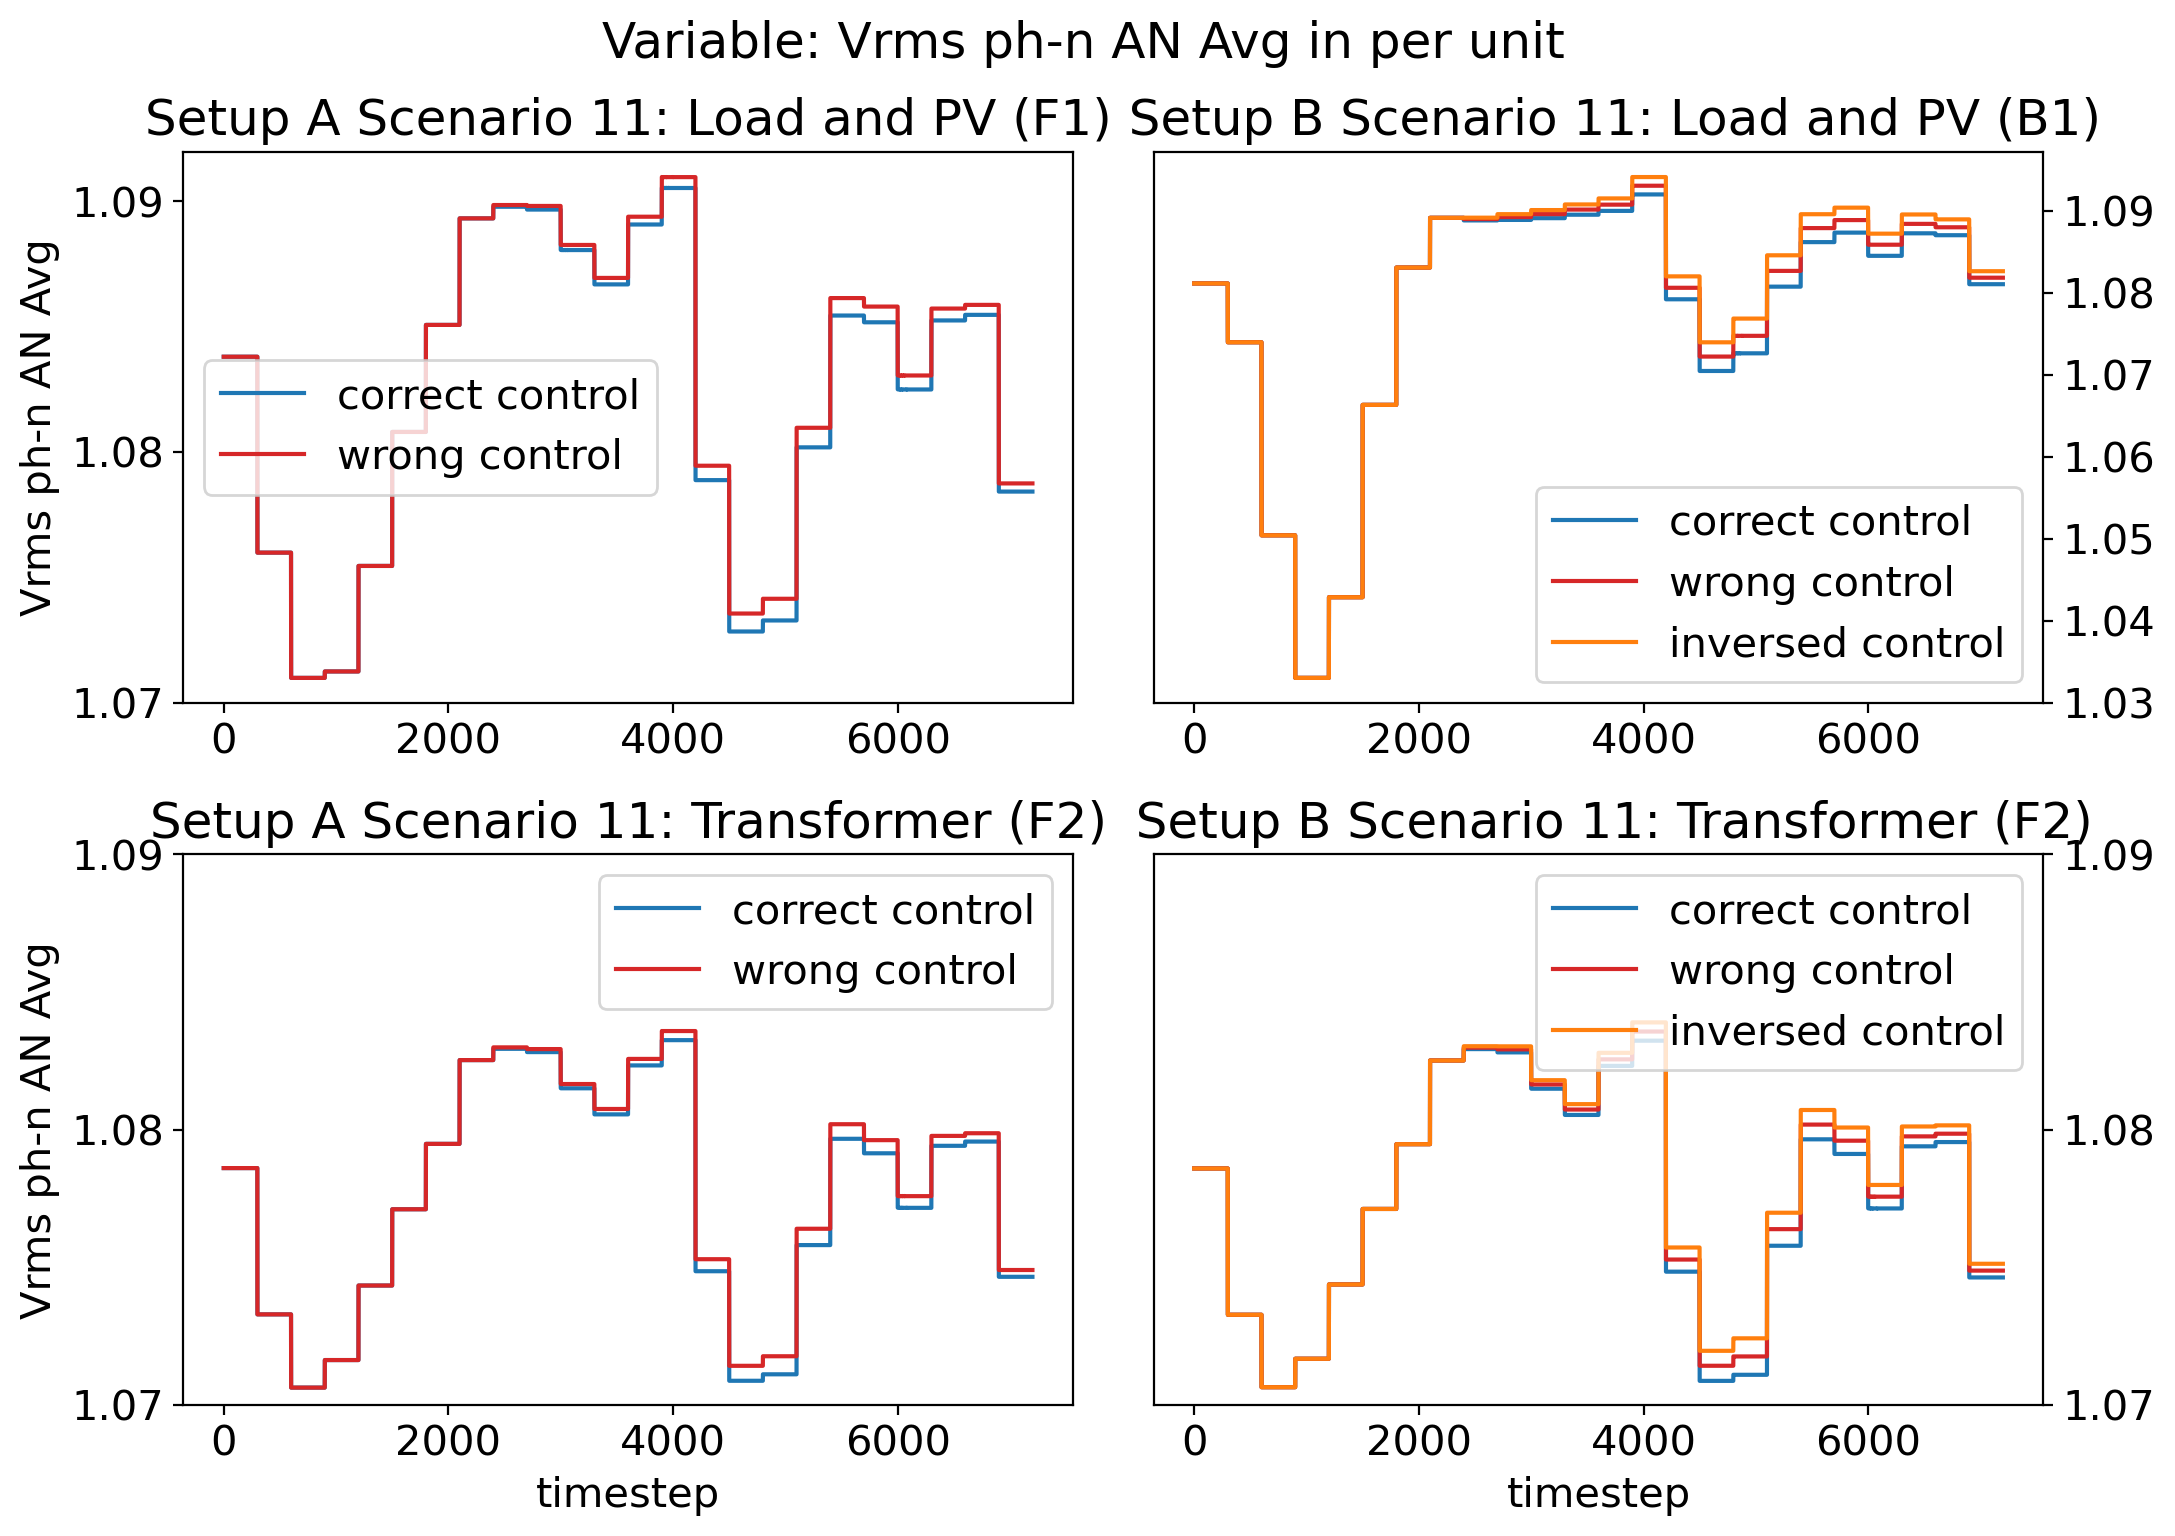 Variable: Vrms ph-n AN Avg in per unit
Setup A Scenario 11: Load and PV (F1)
Vrms ph-n AN Avg
1.09
1.08
1.07
correct control
wrong control
0 2000 4000 6000
Setup B Scenario 11: Load and PV (B1)
1.09
1.08
1.07
1.06
1.05
1.04
1.03
correct control
wrong control
inversed control
0 2000 4000 6000
Setup A Scenario 11: Transformer (F2)
Vrms ph-n AN Avg
1.09
1.08
1.07
correct control
wrong control
0 2000 4000 6000
timestep
Setup B Scenario 11: Transformer (F2)
1.09
1.08
1.07
correct control
wrong control
inversed control
0 2000 4000 6000
timestep